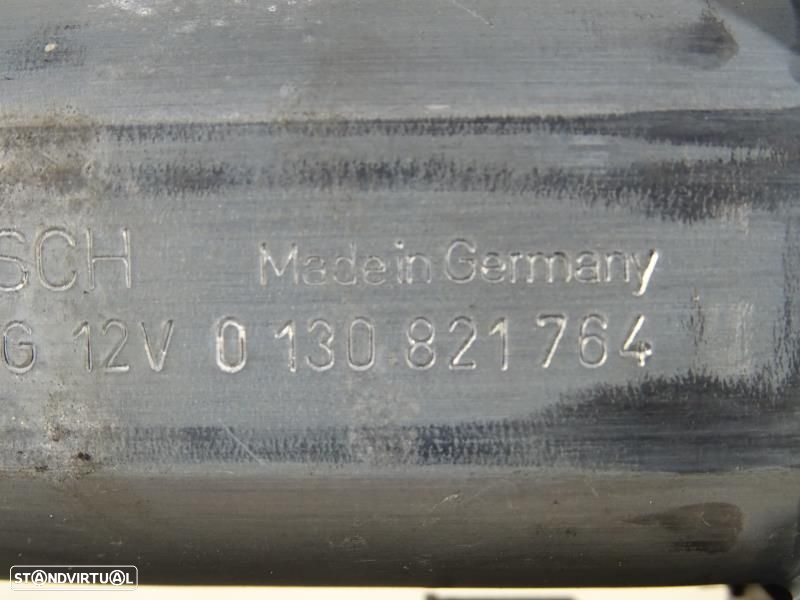 SCH Made in Germany
G 12V 0 130 821 764
STANDVIRTUAL